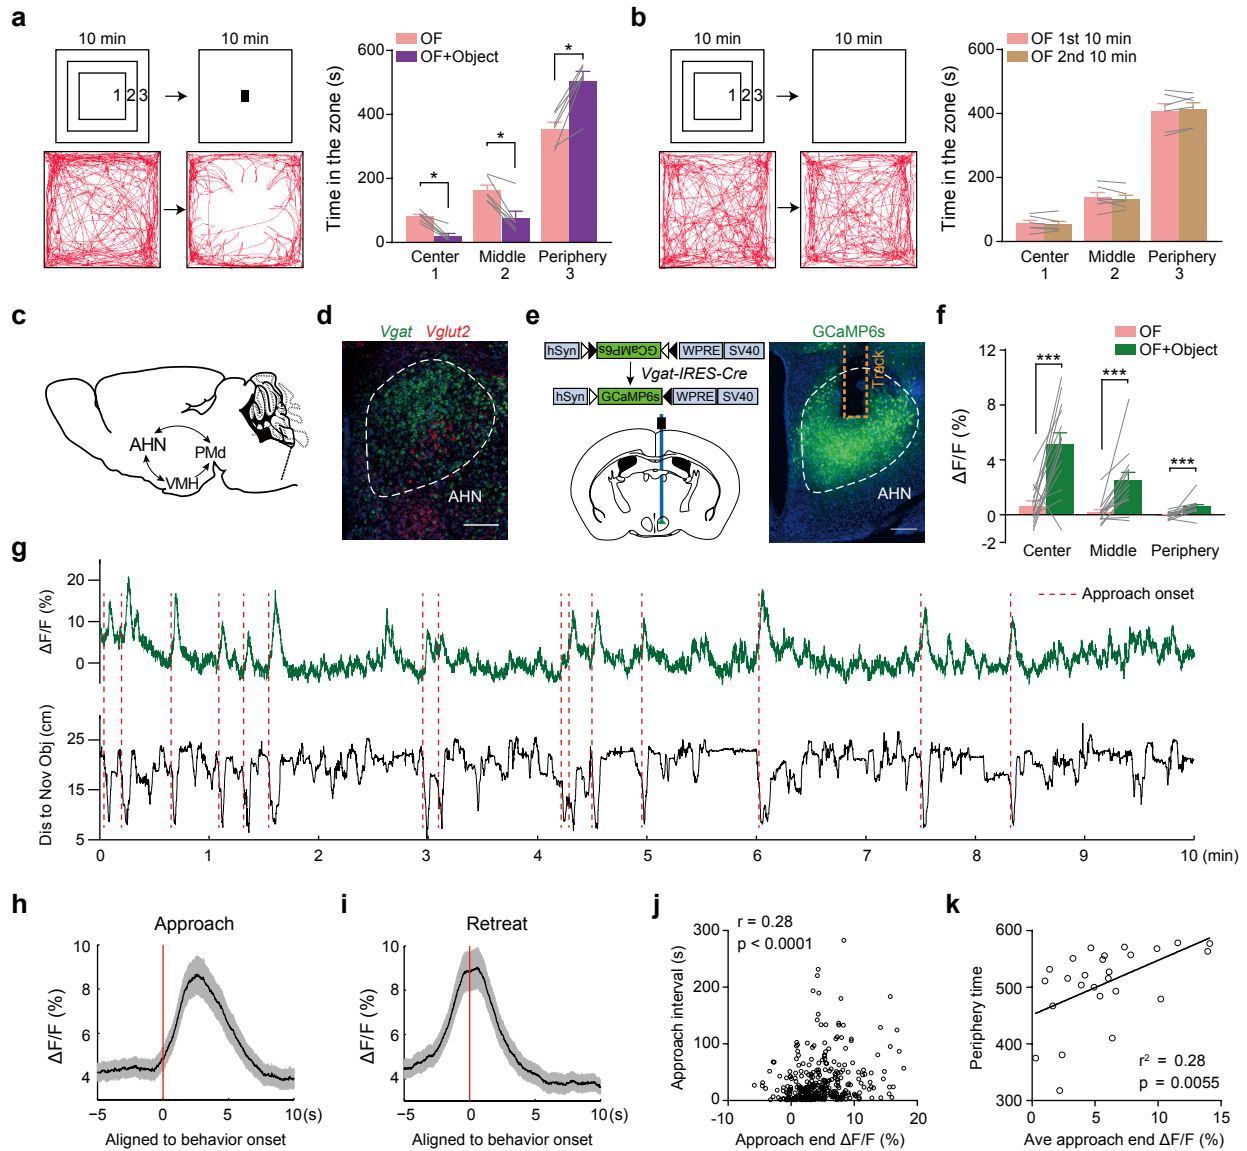 a
10 min
10 min
1 2 3
Time in the zone (s)
600
400
200
0
OF
OF+Object
*
*
*
Center
1
Middle
2
Periphery
3
b
10 min
10 min
1 2 3
Time in the zone (s)
600
400
200
0
OF 1st 10 min
OF 2nd 10 min
Center
1
Middle
2
Periphery
3
c
AHN
PMd
VMH
d
Vgat Vglut2
AHN
e
hSyn GCaMP6s WPRE SV40
Vgat-IRES-Cre
hSyn GCaMP6s WPRE SV40
GCaMP6s
Track
AHN
f
OF
OF+Object
ΔF/F (%)
12
8
4
0
-2
***
***
***
Center Middle Periphery
g
ΔF/F (%)
20
10
0
Approach onset
Dis to Nov Obj (cm)
25
15
5
0 1 2 3 4 5 6 7 8 9 10 (min)
h
Approach
ΔF/F (%)
10
8
6
4
−5 0 5 10(s)
Aligned to behavior onset
i
Retreat
ΔF/F (%)
10
8
6
4
−5 0 5 10(s)
Aligned to behavior onset
j
r = 0.28
p < 0.0001
Approach interval (s)
300
200
100
0
-10 0 10 20
Approach end ΔF/F (%)
k
Periphery time
600
500
400
300
r² = 0.28
p = 0.0055
0 5 10 15
Ave approach end ΔF/F (%)